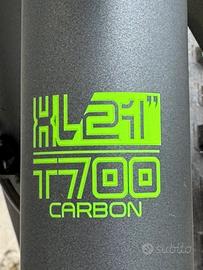 XL21"
T700
CARBON
subito